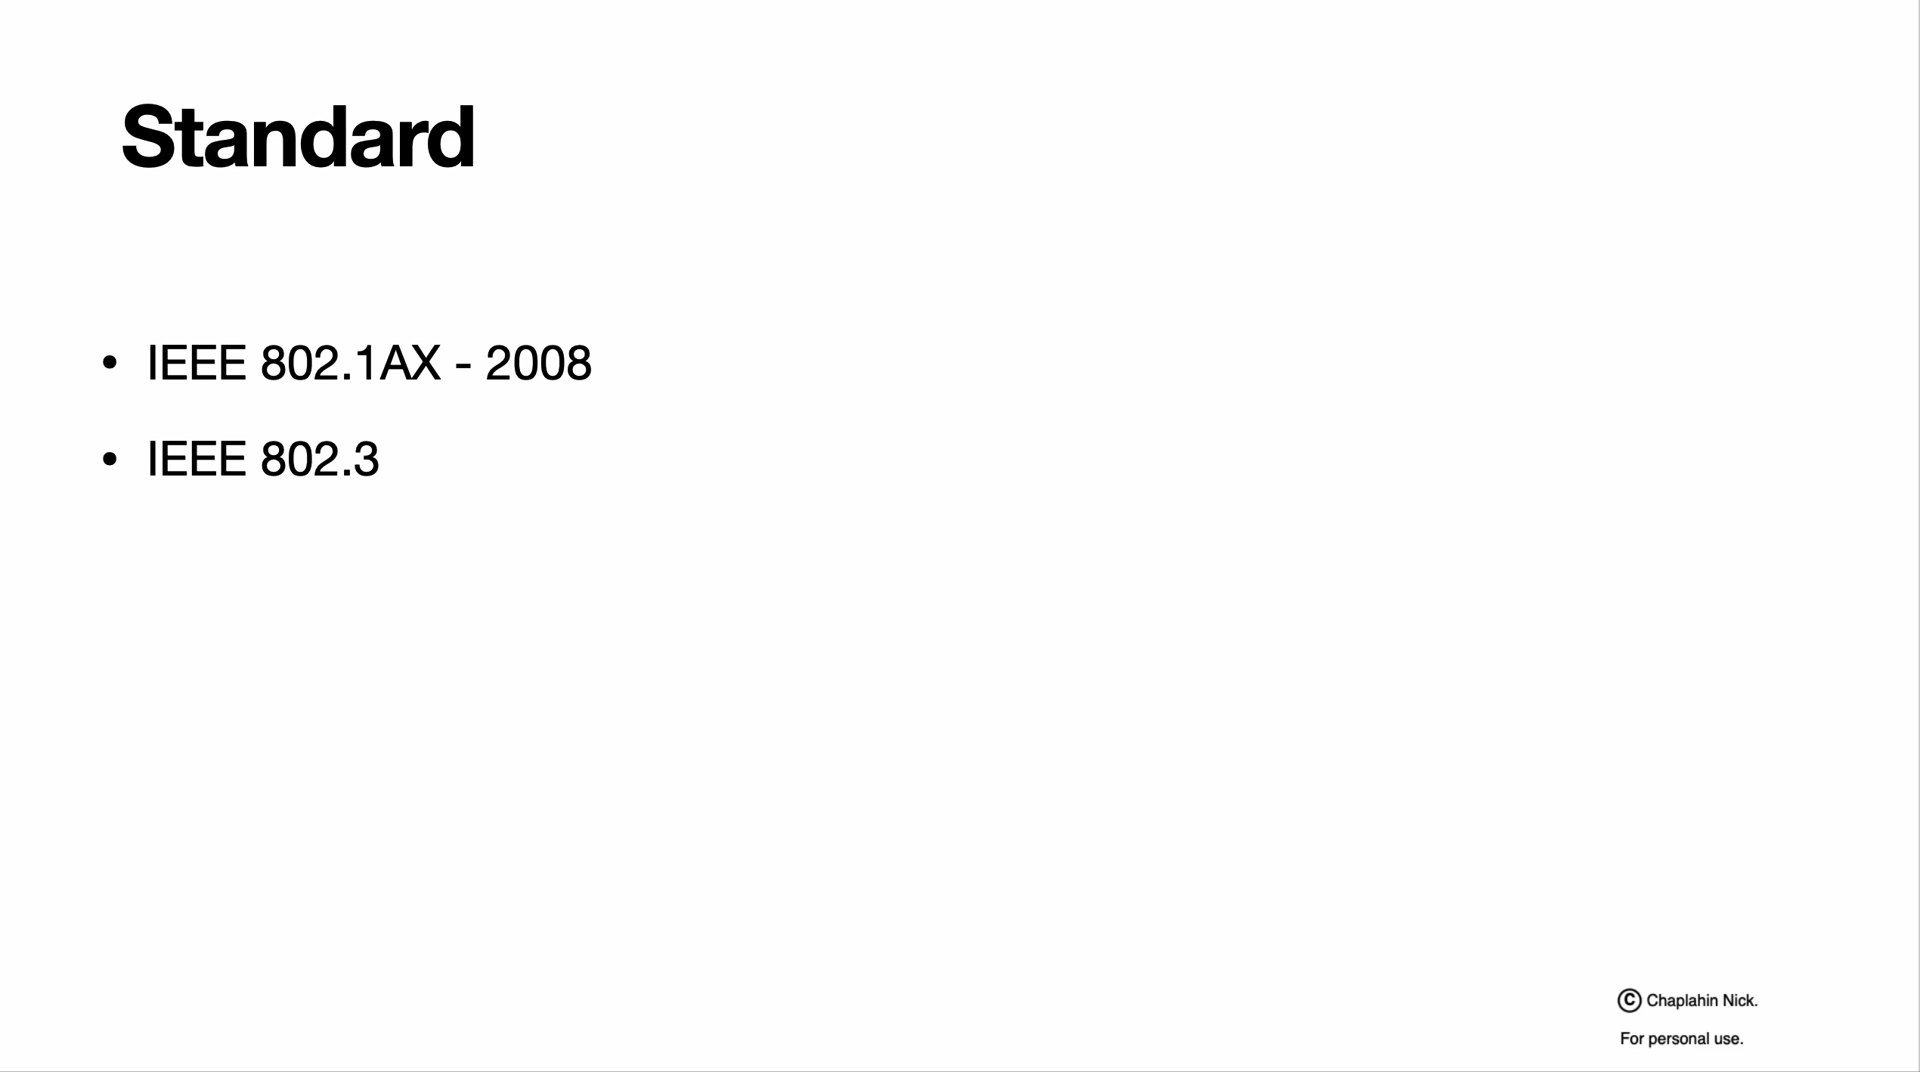 Standard
• IEEE 802.1AX - 2008
• IEEE 802.3
© Chaplahin Nick.
For personal use.